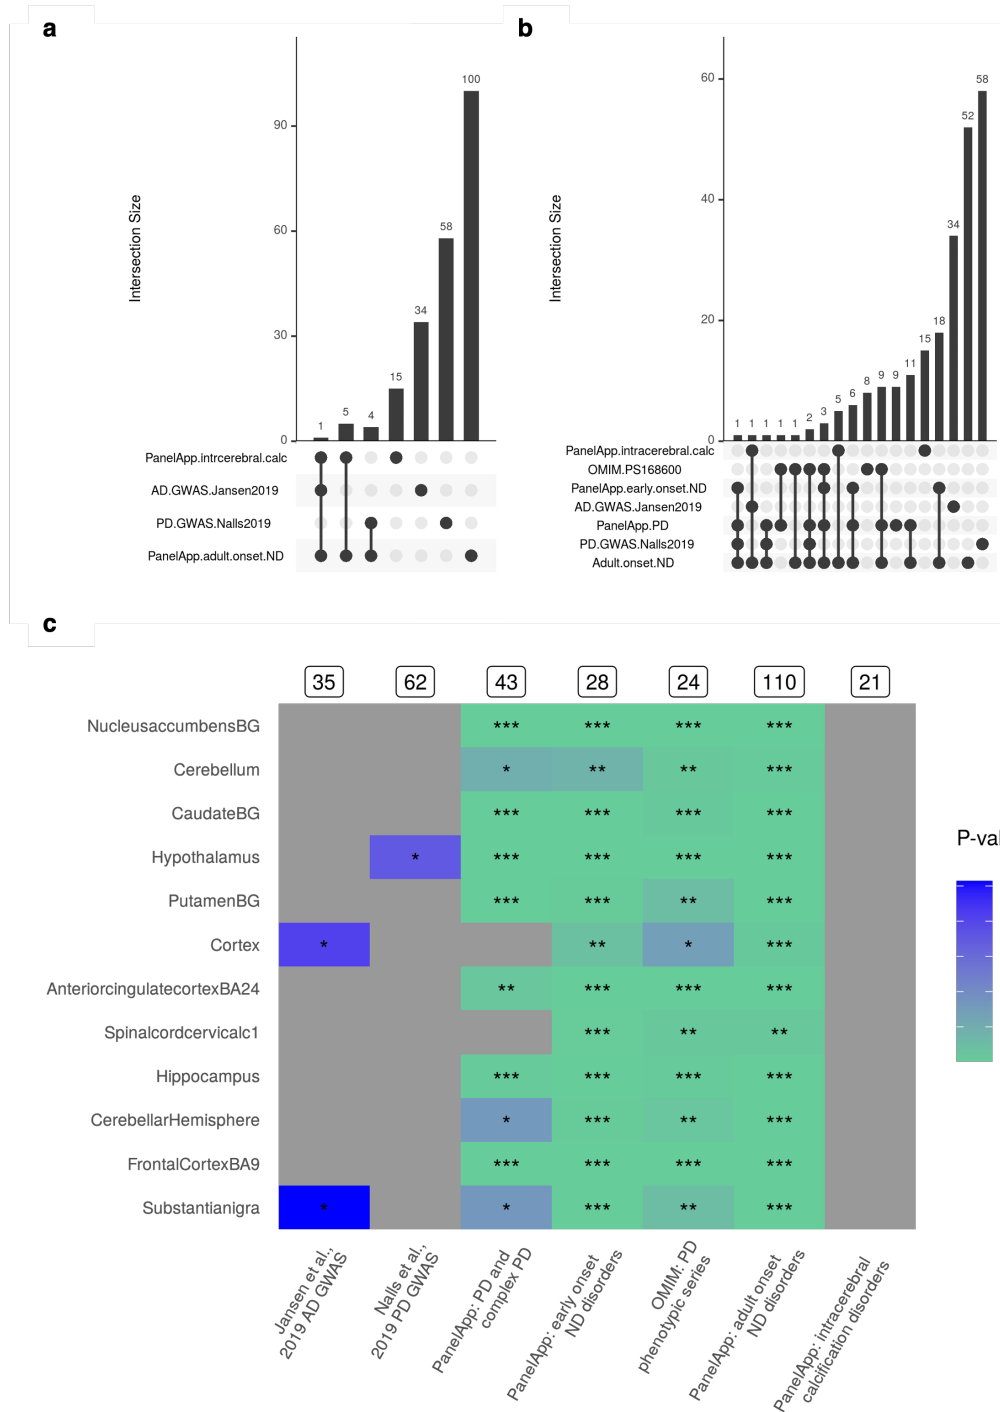 a
b
100
90
60
58
34
30
15
5
4
1
0
Intersection Size
PanelApp.intrcerebral.calc
AD.GWAS.Jansen2019
PD.GWAS.Nalls2019
PanelApp.adult.onset.ND
60
58
52
40
34
20
18
15
11
9 9
8
6
5
3
2
1 1 1 1 1
0
Intersection Size
PanelApp.intracerebral.calc
OMIM.PS168600
PanelApp.early.onset.ND
AD.GWAS.Jansen2019
PanelApp.PD
PD.GWAS.Nalls2019
Adult.onset.ND
c
35 62 43 28 24 110 21
NucleusaccumbensBG *** *** *** ***
Cerebellum * ** ** ***
CaudateBG *** *** *** ***
Hypothalamus * *** *** *** ***
PutamenBG *** *** ** ***
Cortex * ** * ***
AnteriorcingulatecortexBA24 ** *** *** ***
Spinalcordcervicalc1 *** ** **
Hippocampus *** *** *** ***
CerebellarHemisphere * *** ** ***
FrontalCortexBA9 *** *** *** ***
Substantianigra * * *** ** ***
P-val
Jansen et al.,
2019 AD GWAS
Nalls et al.,
2019 PD GWAS
PanelApp: PD and
complex PD
PanelApp: early onset
ND disorders
OMIM: PD
phenotypic series
PanelApp: adult onset
ND disorders
PanelApp: intracerebral
calcification disorders